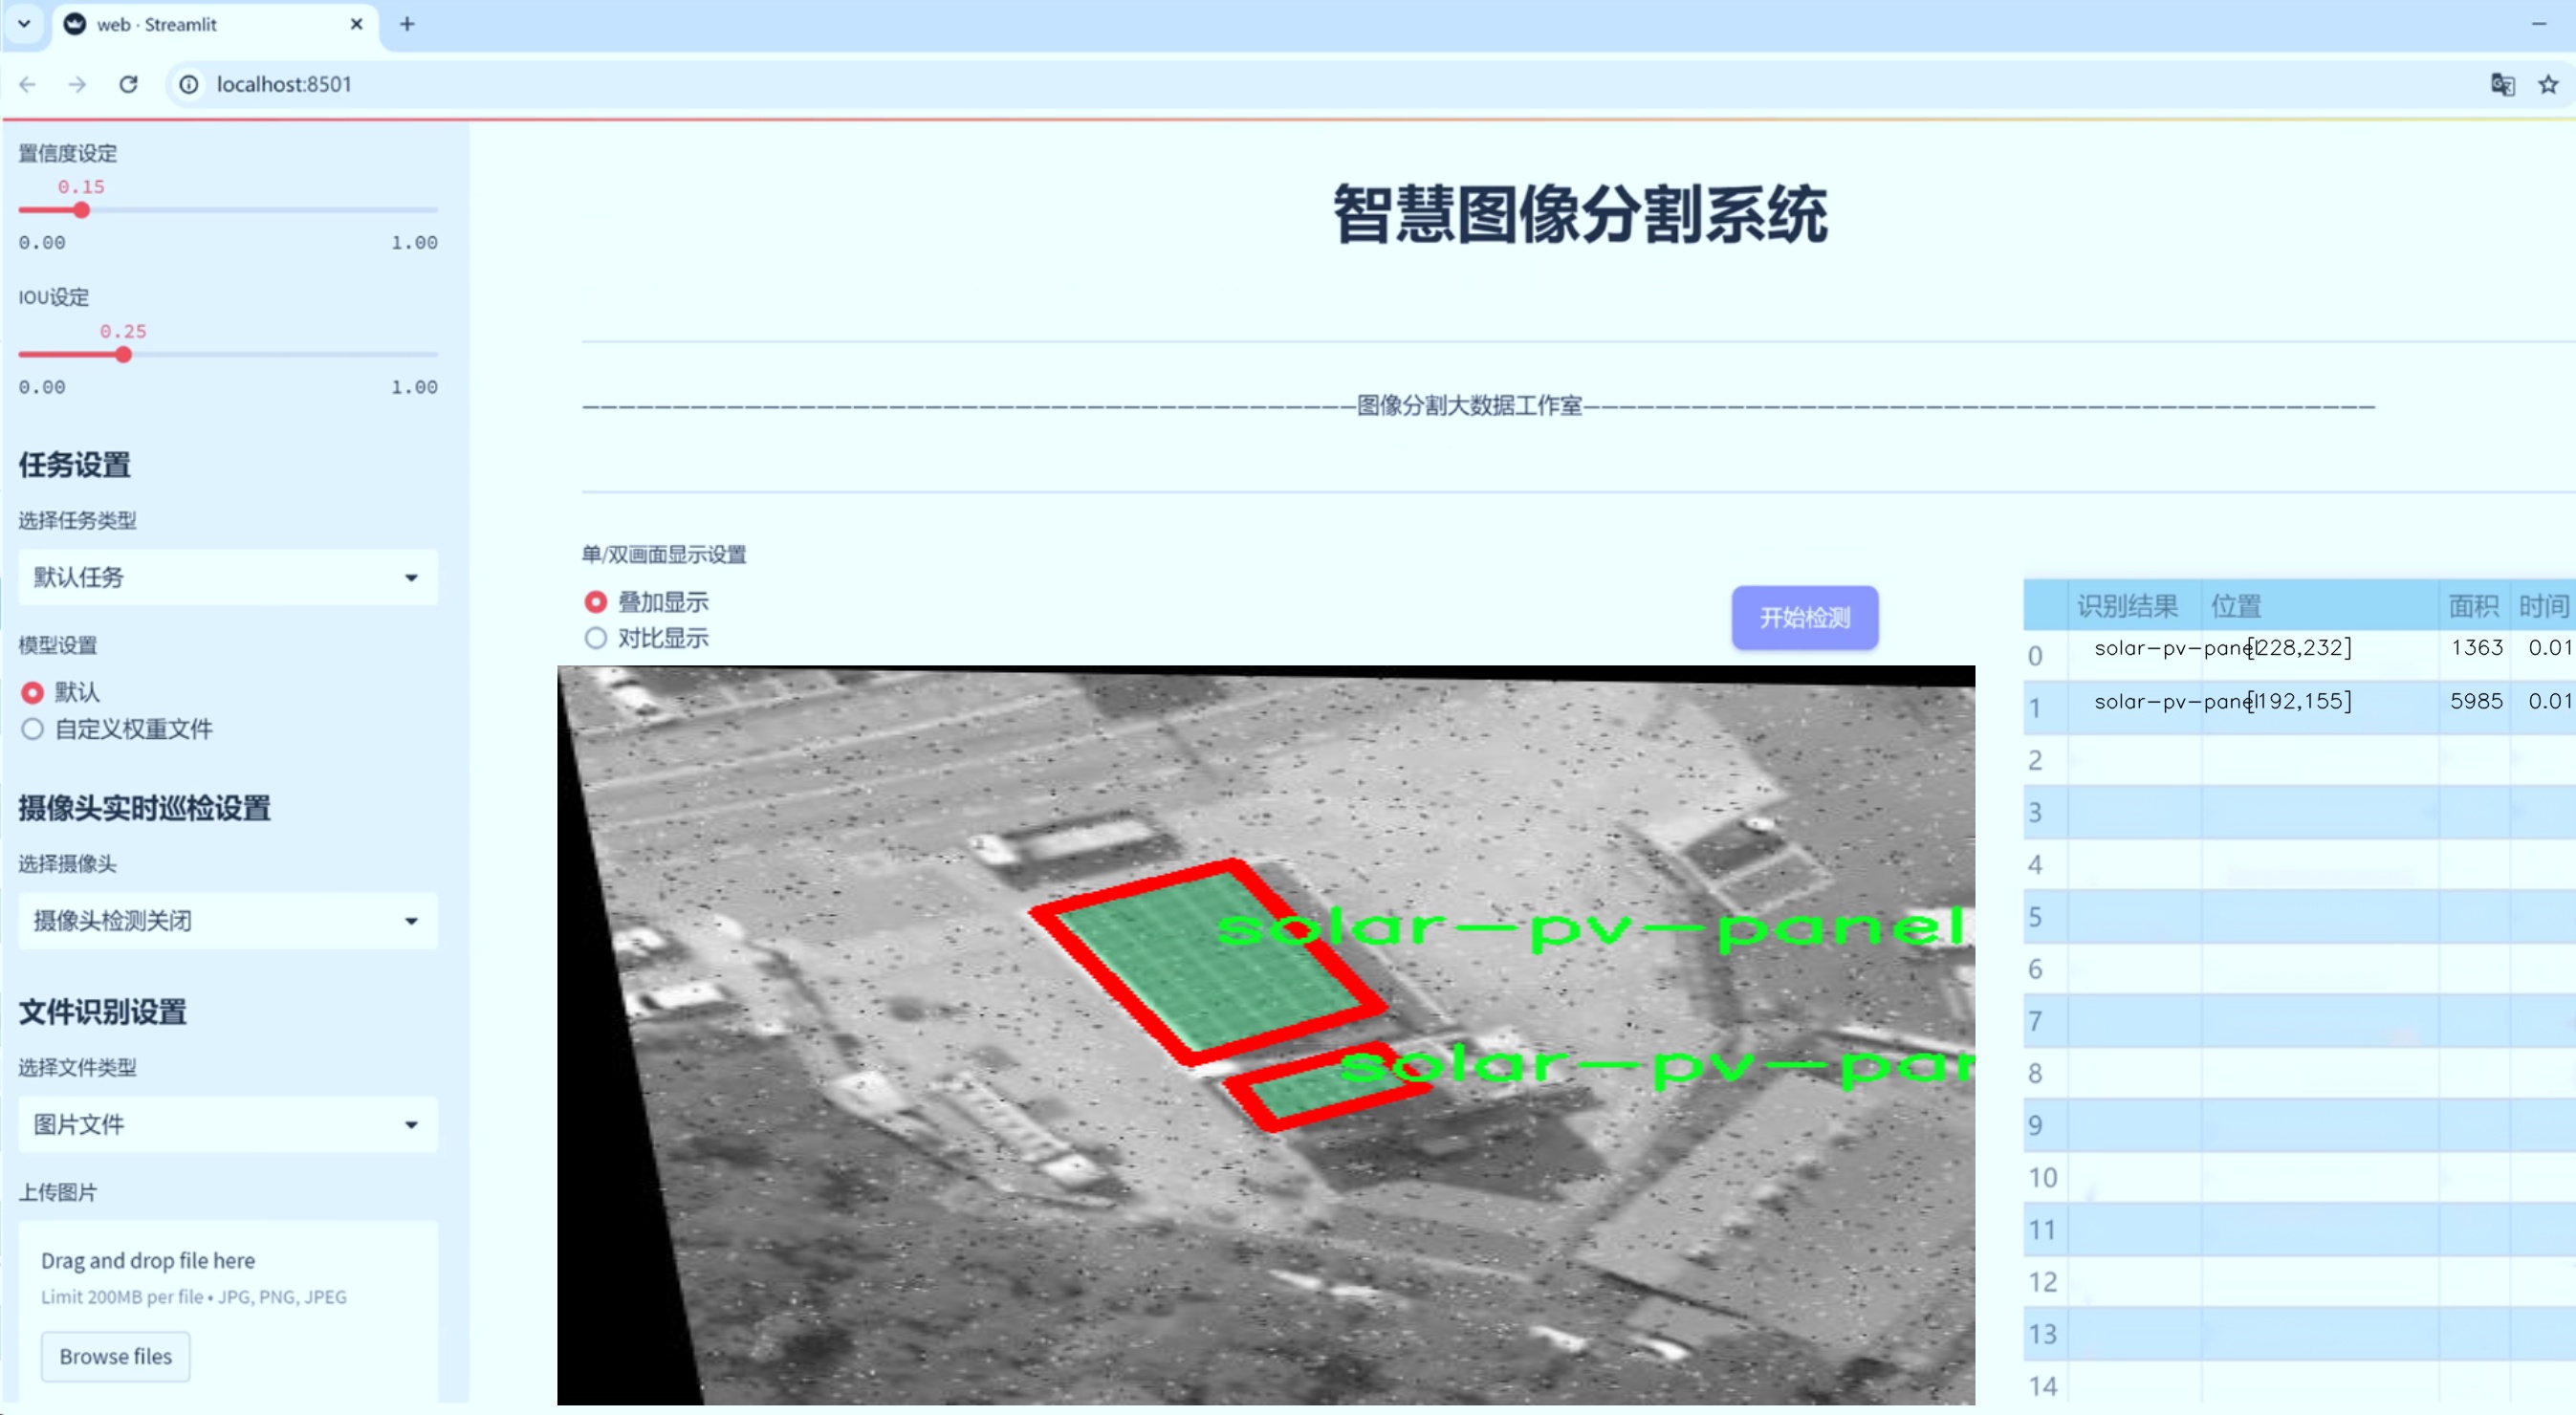 web · Streamlit
localhost:8501
置信度设定
0.15
0.00 1.00
IOU设定
0.25
0.00 1.00
任务设置
选择任务类型
默认任务
模型设置
默认
自定义权重文件
摄像头实时巡检设置
选择摄像头
摄像头检测关闭
文件识别设置
选择文件类型
图片文件
上传图片
Drag and drop file here
Limit 200MB per file • JPG, PNG, JPEG
Browse files
智慧图像分割系统
图像分割大数据工作室
单/双画面显示设置
叠加显示
对比显示
开始检测
solar-pv-panel
solar-pv-par
识别结果 位置 面积 时间
0 solar-pv-panel [228,232] 1363 0.01
1 solar-pv-panel [192,155] 5985 0.01
2
3
4
5
6
7
8
9
10
11
12
13
14